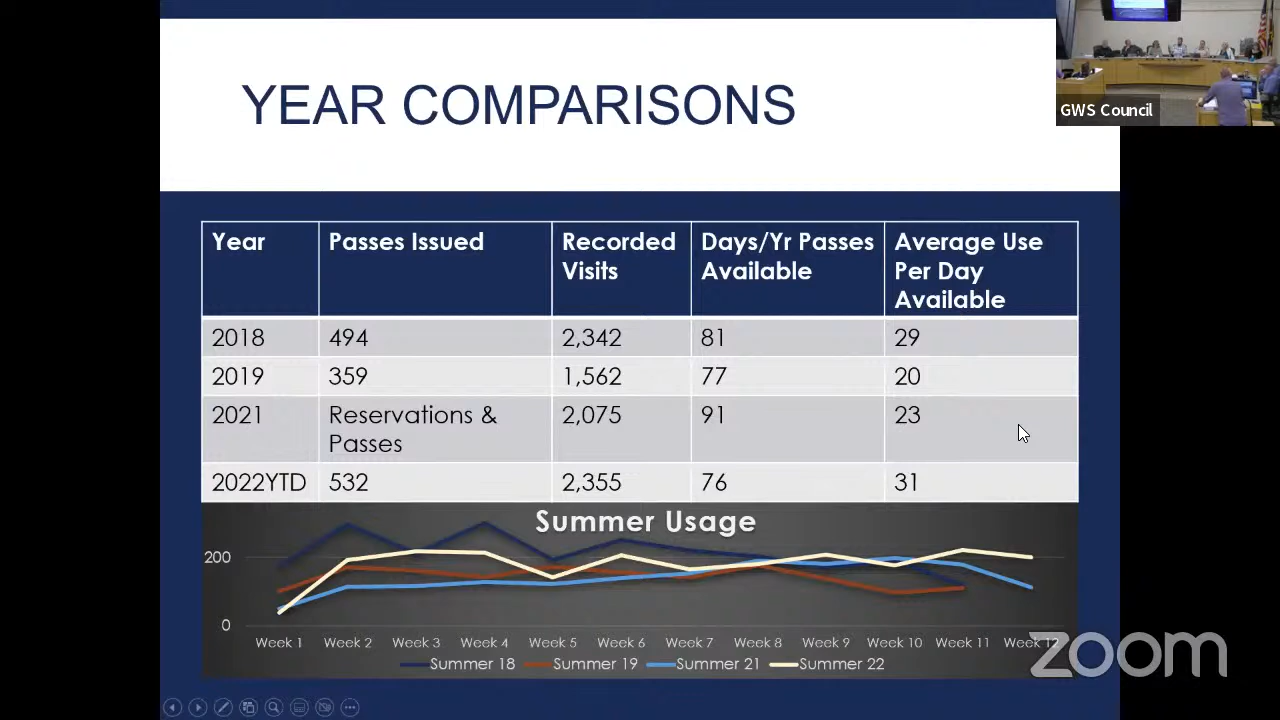 YEAR COMPARISONS
GWS Council
Year Passes Issued Recorded Visits Days/Yr Passes Available Average Use Per Day Available
2018 494 2,342 81 29
2019 359 1,562 77 20
2021 Reservations & Passes 2,075 91 23
2022YTD 532 2,355 76 31
Summer Usage
200
0
Week 1 Week 2 Week 3 Week 4 Week 5 Week 6 Week 7 Week 8 Week 9 Week 10 Week 11 Week 12
Summer 18 Summer 19 Summer 21 Summer 22
zoom